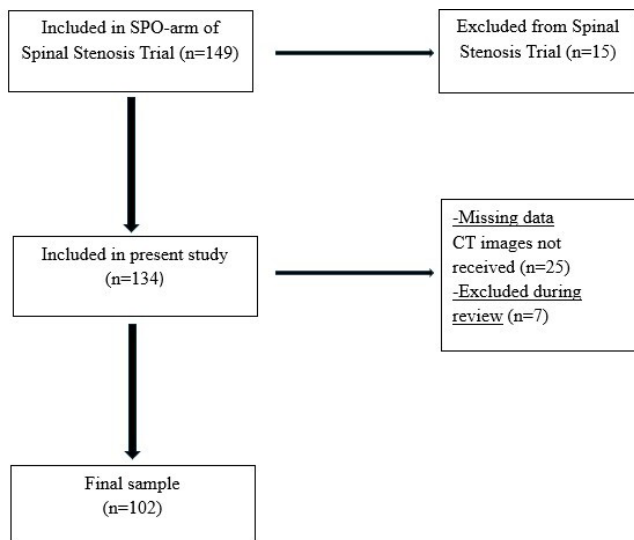 Included in SPO-arm of
Spinal Stenosis Trial (n=149)
Excluded from Spinal
Stenosis Trial (n=15)
Included in present study
(n=134)
-Missing data
CT images not
received (n=25)
-Excluded during
review (n=7)
Final sample
(n=102)